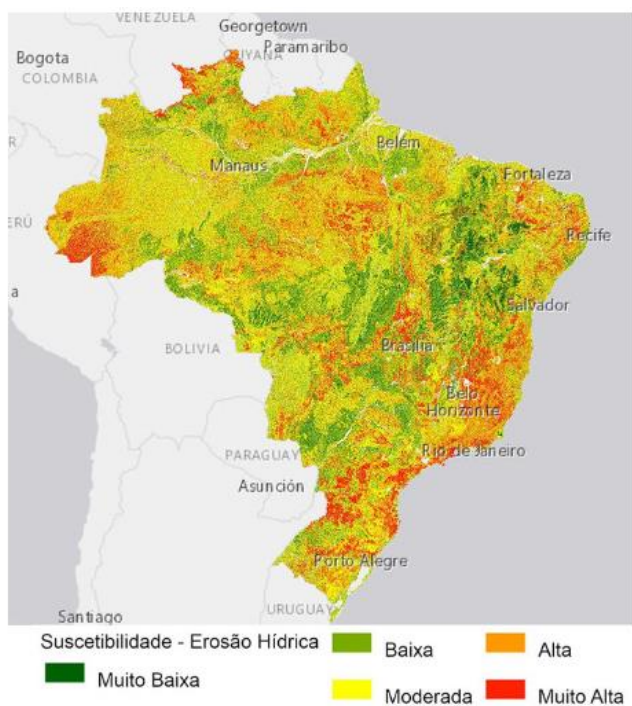 VENEZUELA
Georgetown
Paramaribo
GUYANA
Bogota
COLOMBIA
Manaus
Belém
Fortaleza
Recife
ERÚ
a
Salvador
BOLIVIA
Brasília
Belo
Horizonte
PARAGUAY
Rio de Janeiro
Asunción
Porto Alegre
URUGUAY
Santiago
Suscetibilidade - Erosão Hídrica
Muito Baixa
Baixa
Moderada
Alta
Muito Alta